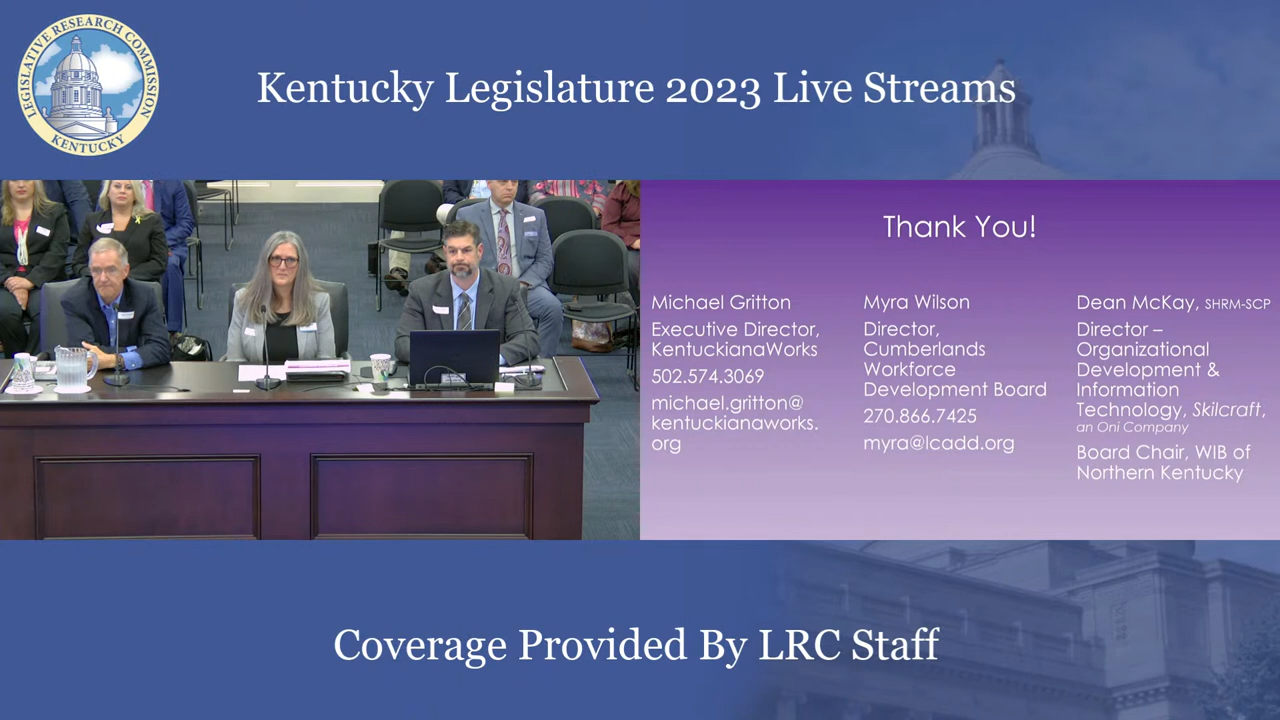 LEGISLATIVE RESEARCH COMMISSION
KENTUCKY
Kentucky Legislature 2023 Live Streams
Thank You!
Michael Gritton
Executive Director,
KentuckianaWorks
502.574.3069
michael.gritton@
kentuckianaworks.
org
Myra Wilson
Director,
Cumberlands
Workforce
Development Board
270.866.7425
myra@lcadd.org
Dean McKay, SHRM-SCP
Director –
Organizational
Development &
Information
Technology, Skilcraft,
an Oni Company
Board Chair, WIB of
Northern Kentucky
Coverage Provided By LRC Staff